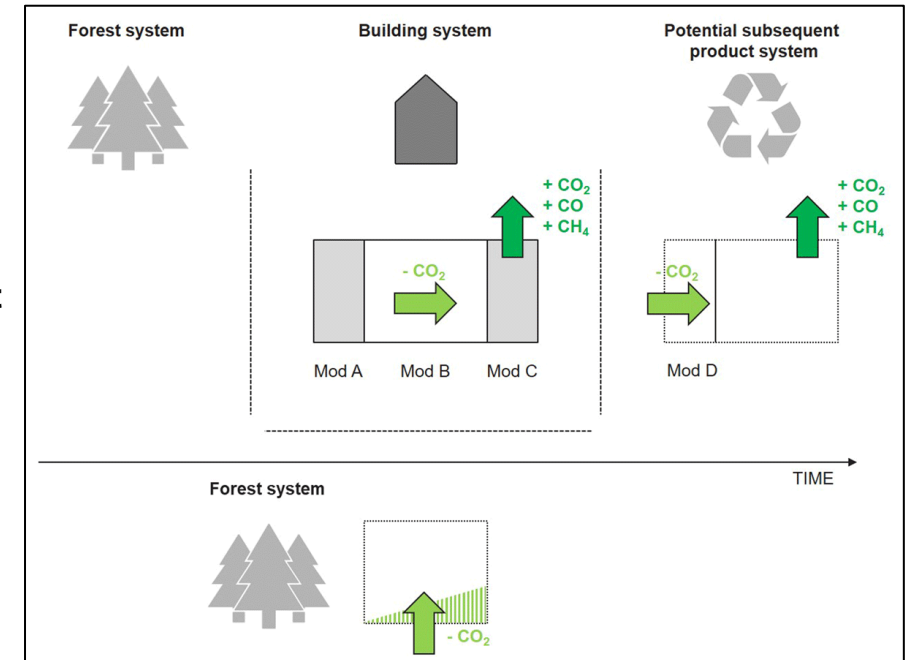 Forest system
Building system
Potential subsequent
product system
+ CO₂
+ CO
+ CH₄
- CO₂
+ CO₂
+ CO
+ CH₄
- CO₂
Mod A
Mod B
Mod C
Mod D
TIME
Forest system
- CO₂